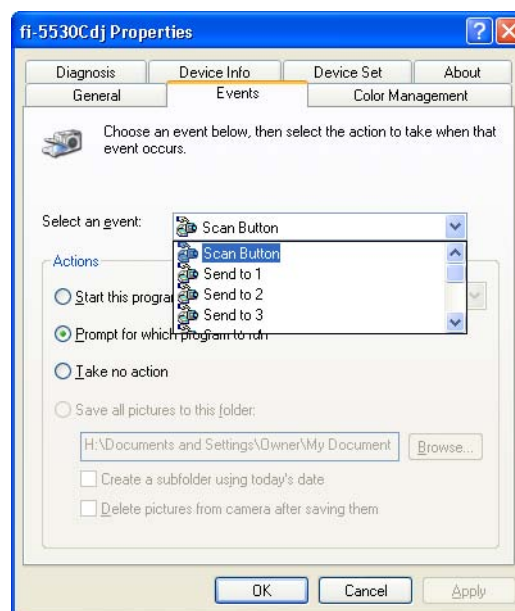 fi-5530Cdj Properties
Diagnosis
Device Info
Device Set
About
General
Events
Color Management
Choose an event below, then select the action to take when that
event occurs.
Select an event:
Scan Button
Scan Button
Send to 1
Send to 2
Send to 3
Actions
Start this
Prompt for which program to run
Take no action
Save all pictures to this folder:
H:\Documents and Settings\Owner\My Document
Browse...
Create a subfolder using today's date
Delete pictures from camera after saving them
OK
Cancel
Apply